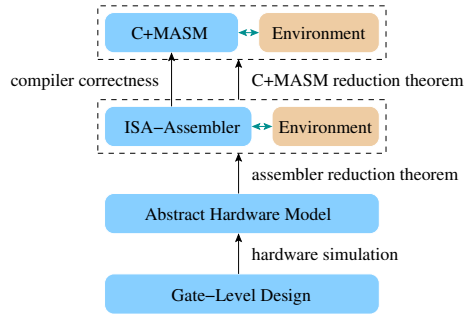 C+MASM
Environment
compiler correctness
C+MASM reduction theorem
ISA−Assembler
Environment
assembler reduction theorem
Abstract Hardware Model
hardware simulation
Gate−Level Design